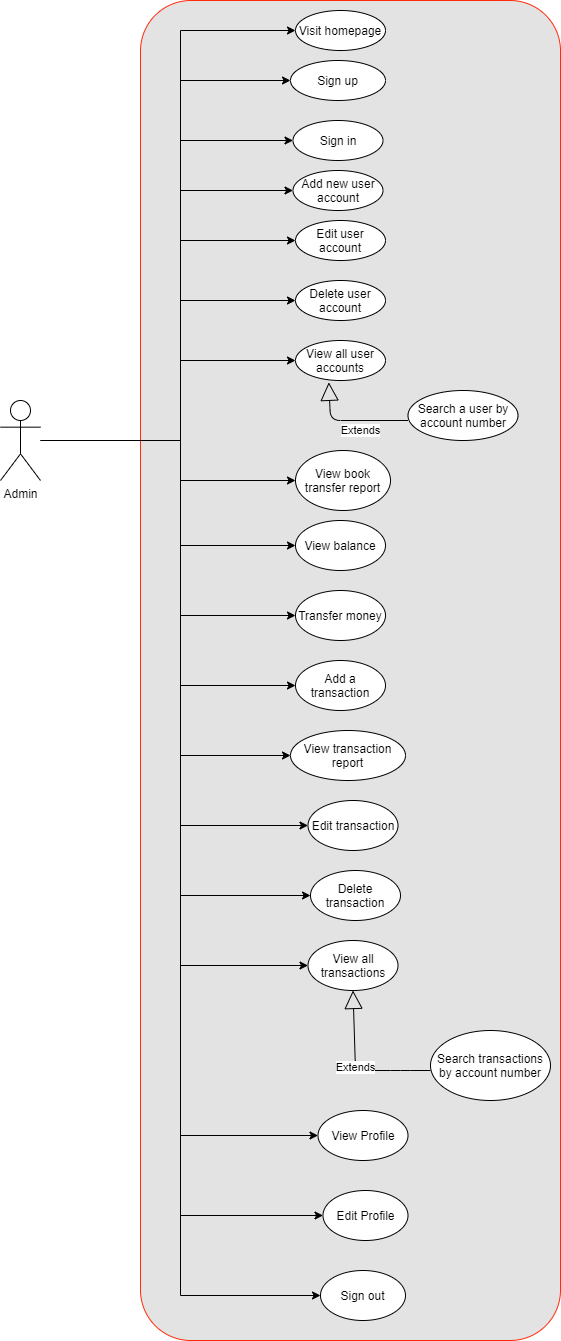 Visit homepage
Sign up
Sign in
Add new user
account
Edit user
account
Delete user
account
View all user
accounts
Search a user by
account number
Extends
Admin
View book
transfer report
View balance
Transfer money
Add a
transaction
View transaction
report
Edit transaction
Delete
transaction
View all
transactions
Search transactions
by account number
Extends
View Profile
Edit Profile
Sign out